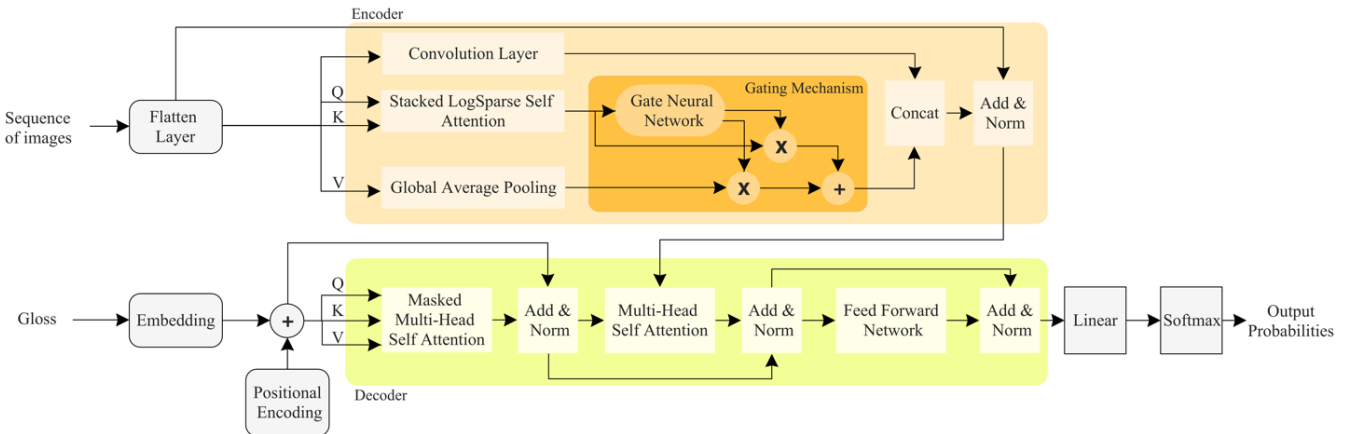 Encoder
Convolution Layer
Gating Mechanism
Q
Stacked LogSparse Self
Attention
K
Gate Neural
Network
Concat
Add &
Norm
Sequence
of images
Flatten
Layer
X
V
Global Average Pooling
X
+
Q
Gloss
Embedding
+
K
V
Masked
Multi-Head
Self Attention
Add &
Norm
Multi-Head
Self Attention
Add &
Norm
Feed Forward
Network
Add &
Norm
Linear
Softmax
Output
Probabilities
Positional
Encoding
Decoder